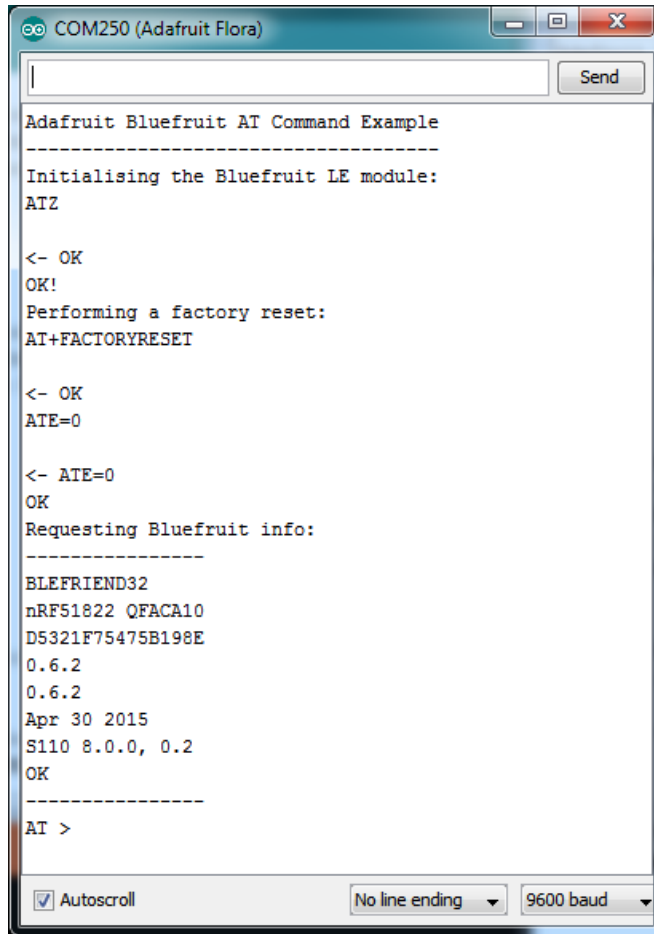 COM250 (Adafruit Flora)
Send
Adafruit Bluefruit AT Command Example
-------------------------------------
Initialising the Bluefruit LE module:
ATZ
<- OK
OK!
Performing a factory reset:
AT+FACTORYRESET
<- OK
ATE=0
<- ATE=0
OK
Requesting Bluefruit info:
----------------
BLEFRIEND32
nRF51822 QFACA10
D5321F75475B198E
0.6.2
0.6.2
Apr 30 2015
S110 8.0.0, 0.2
OK
----------------
AT >
Autoscroll No line ending 9600 baud